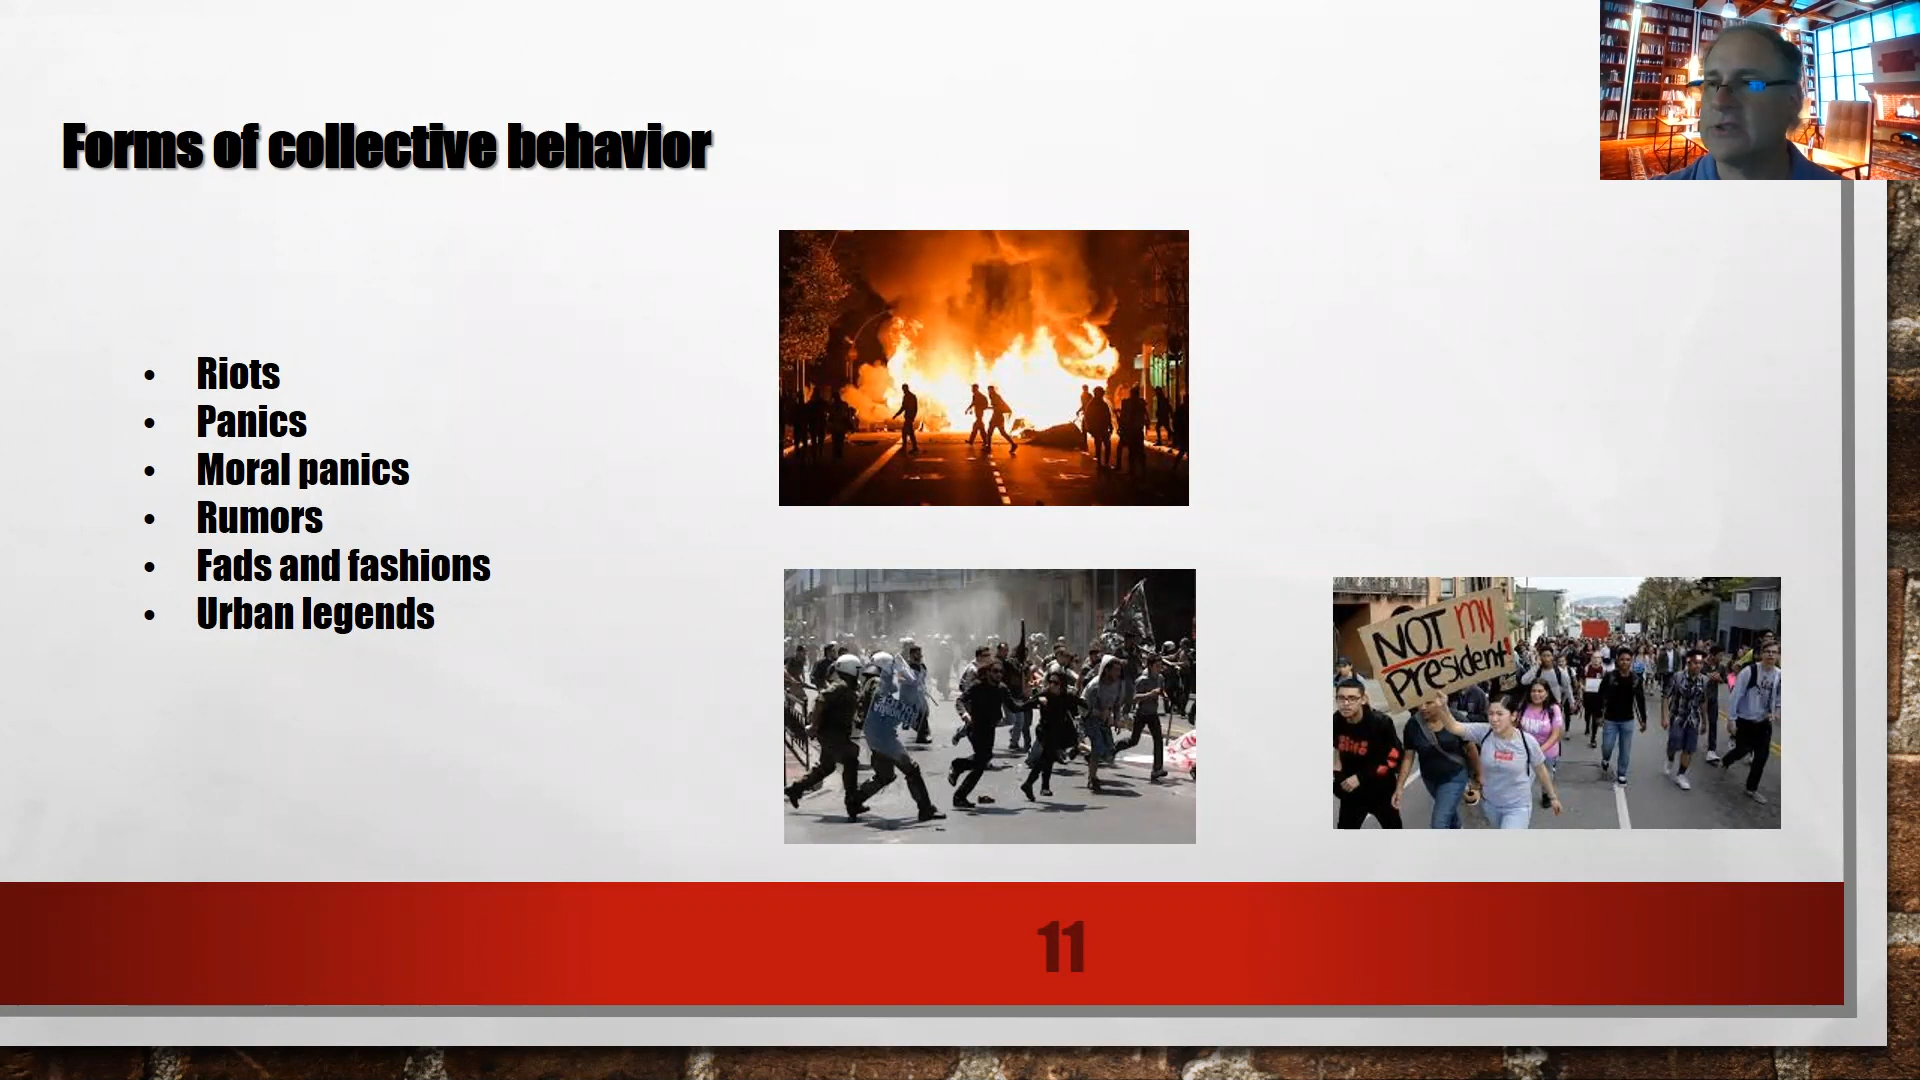 Forms of collective behavior
• Riots
• Panics
• Moral panics
• Rumors
• Fads and fashions
• Urban legends
NOT my
President!
11